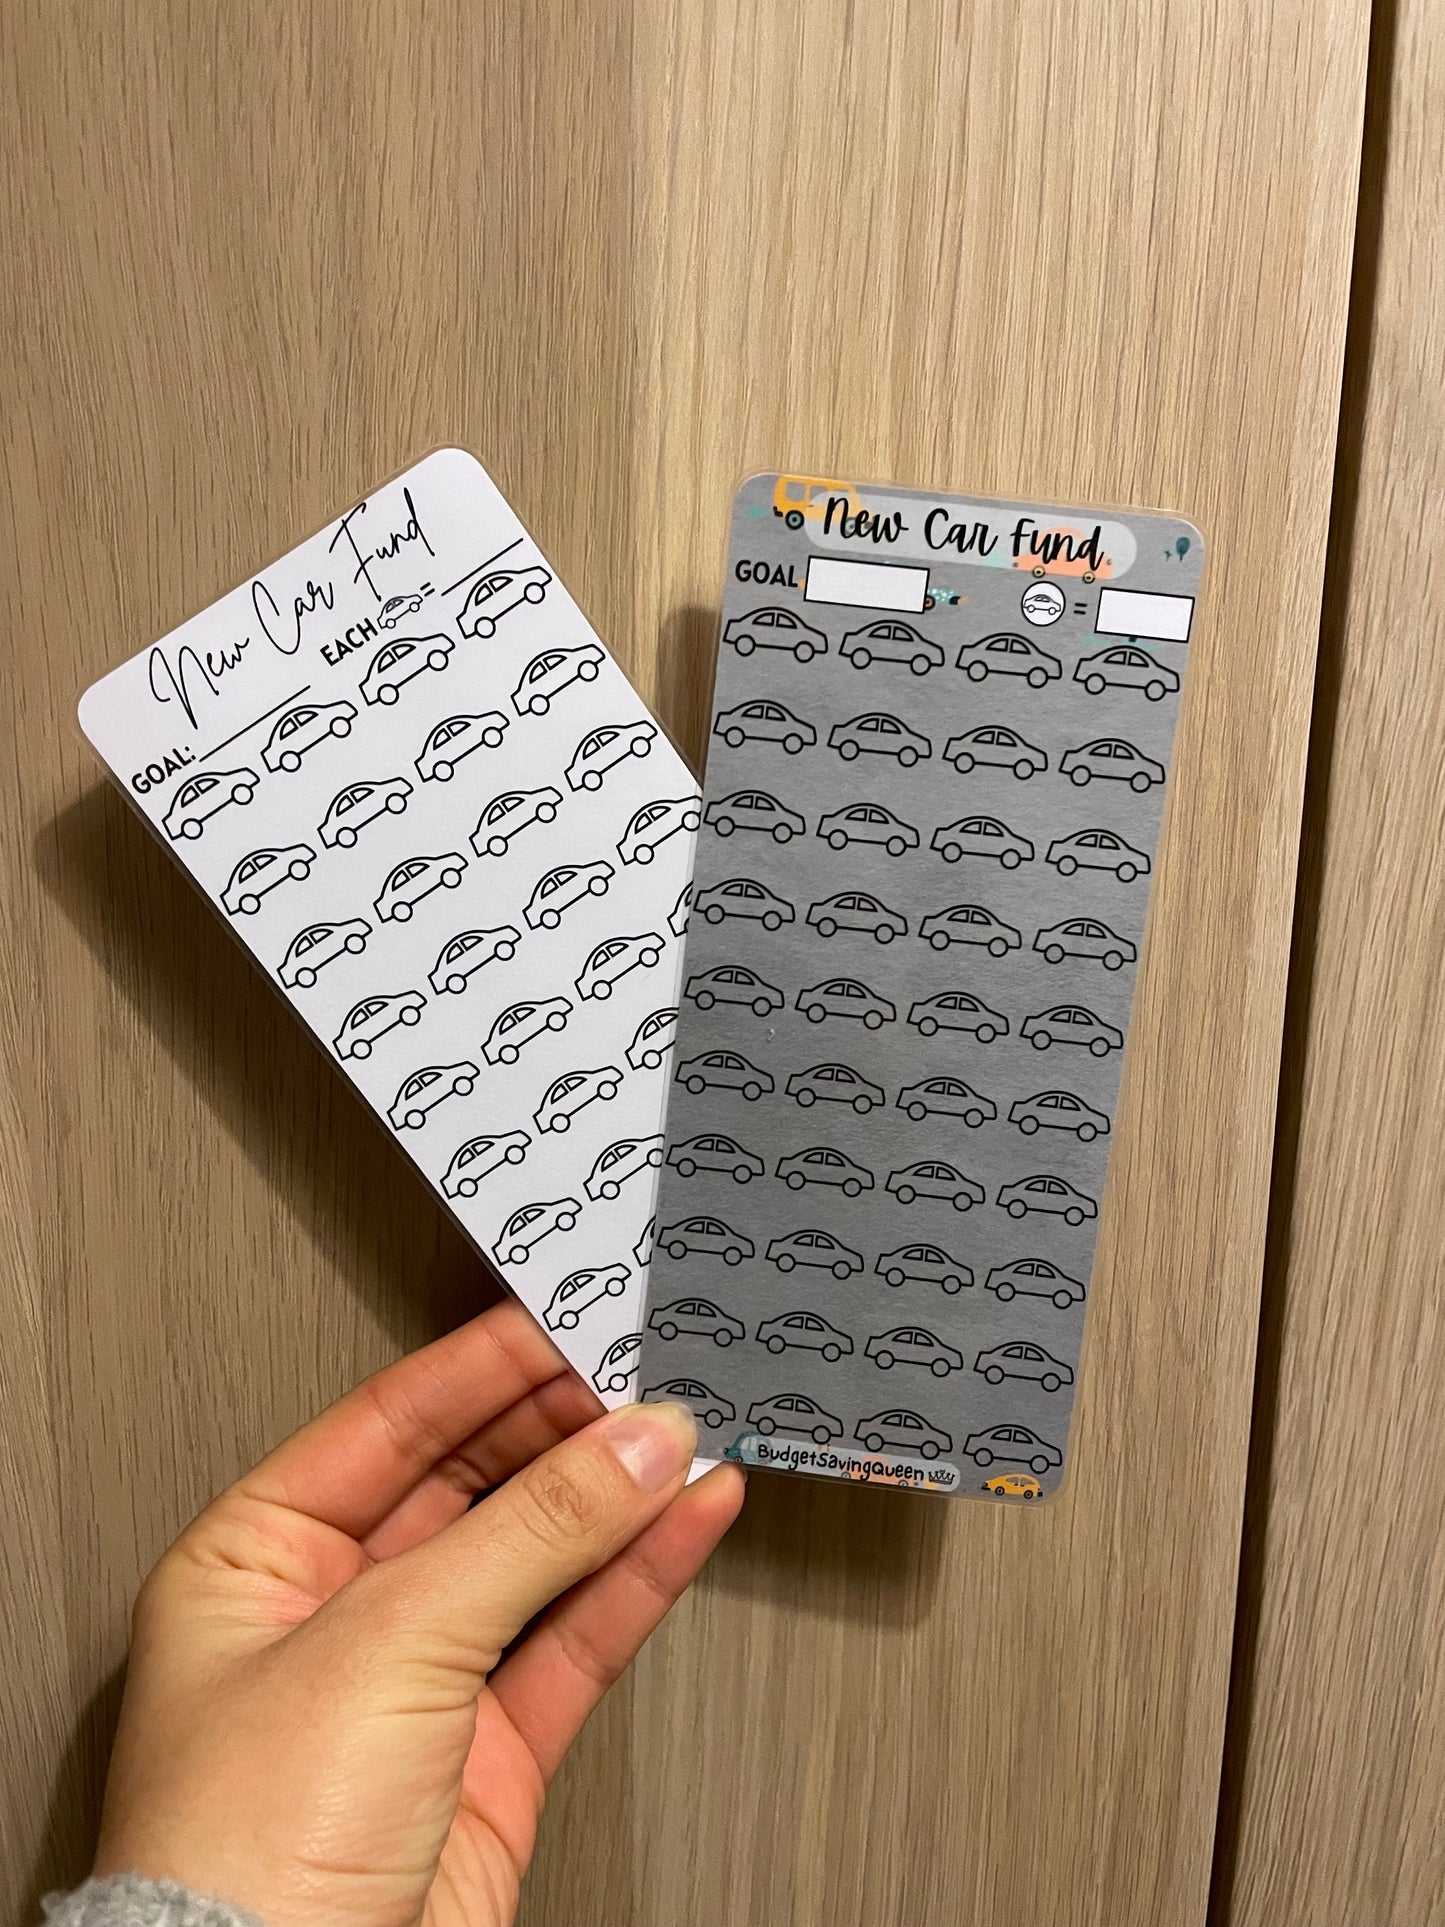 New Car Fund
EACH =
GOAL:
New Car Fund
GOAL =
BudgetSavingQueen